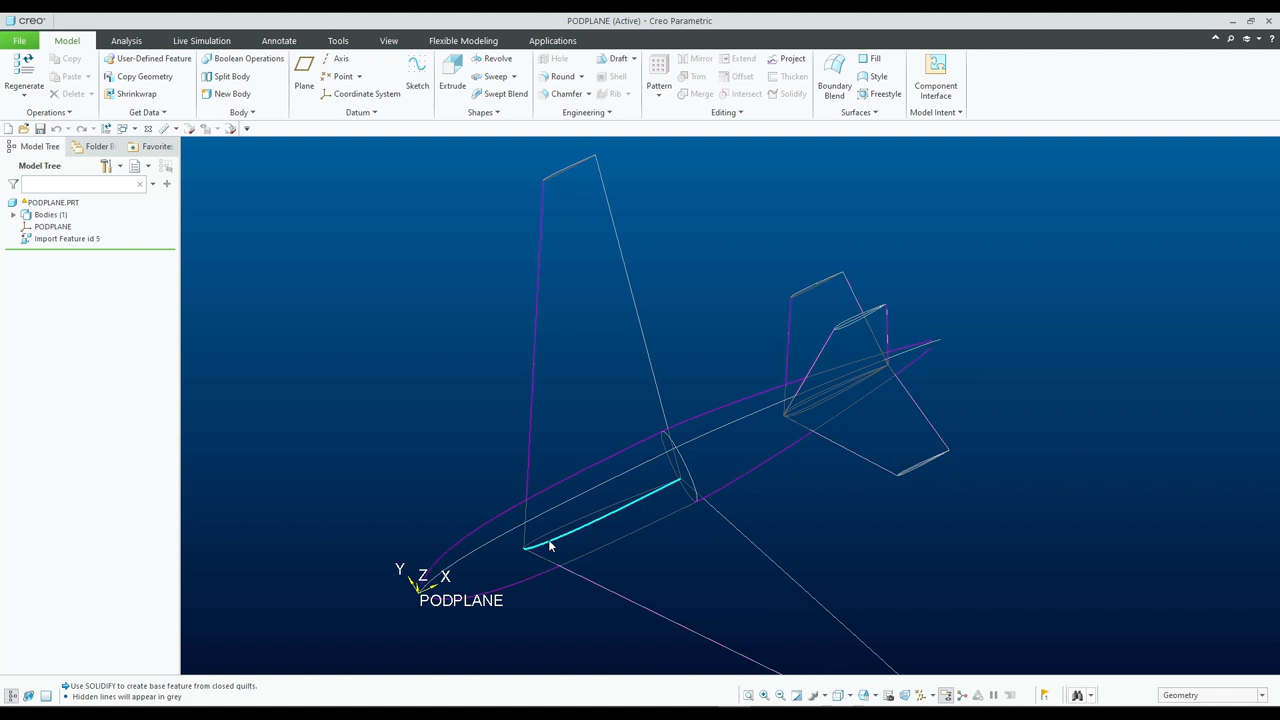 creo·
PODPLANE (Active) - Creo Parametric
File Model Analysis Live Simulation Annotate Tools View Flexible Modeling Applications
Regenerate
Copy
Paste
Delete
Operations
User-Defined Feature
Copy Geometry
Shrinkwrap
Get Data
Boolean Operations
Split Body
New Body
Body
Plane
Axis
Point
Coordinate System
Sketch
Datum
Extrude
Revolve
Sweep
Swept Blend
Shapes
Hole
Round
Chamfer
Draft
Shell
Rib
Engineering
Pattern
Mirror
Trim
Merge
Extend
Offset
Intersect
Project
Thicken
Solidify
Editing
Boundary
Blend
Fill
Style
Freestyle
Surfaces
Component
Interface
Model Intent
Model Tree Folder B Favorite:
Model Tree
PODPLANE.PRT
Bodies (1)
PODPLANE
Import Feature id 5
Y Z X
PODPLANE
Use SOLIDIFY to create base feature from closed quilts.
• Hidden lines will appear in grey
Geometry